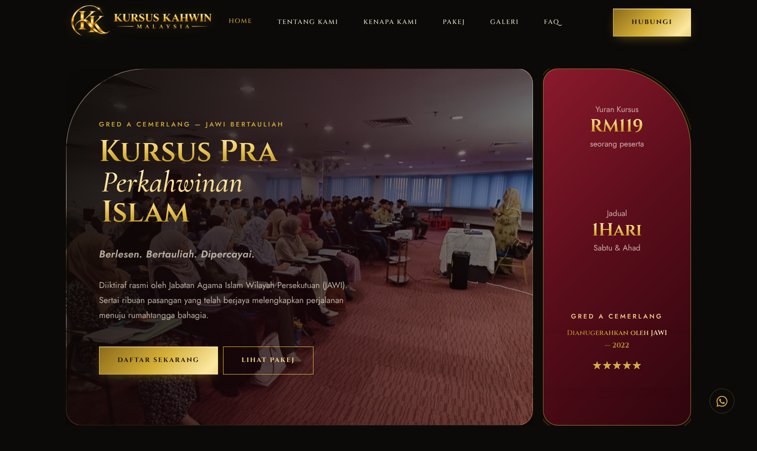 KK
KURSUS KAHWIN
MALAYSIA
HOME
TENTANG KAMI
KENAPA KAMI
PAKEJ
GALERI
FAQ
HUBUNGI
GRED A CEMERLANG — JAWI BERTAULIAH
KURSUS PRA
Perkahwinan
ISLAM
Berlesen. Bertauliah. Dipercayai.
Diiktiraf rasmi oleh Jabatan Agama Islam Wilayah Persekutuan (JAWI).
Sertai ribuan pasangan yang telah berjaya melengkapkan perjalanan
menuju rumahtangga bahagia.
DAFTAR SEKARANG
LIHAT PAKEJ
Yuran Kursus
RM119
seorang peserta
Jadual
1HARI
Sabtu & Ahad
GRED A CEMERLANG
DIANUGERAHKAN OLEH JAWI
— 2022